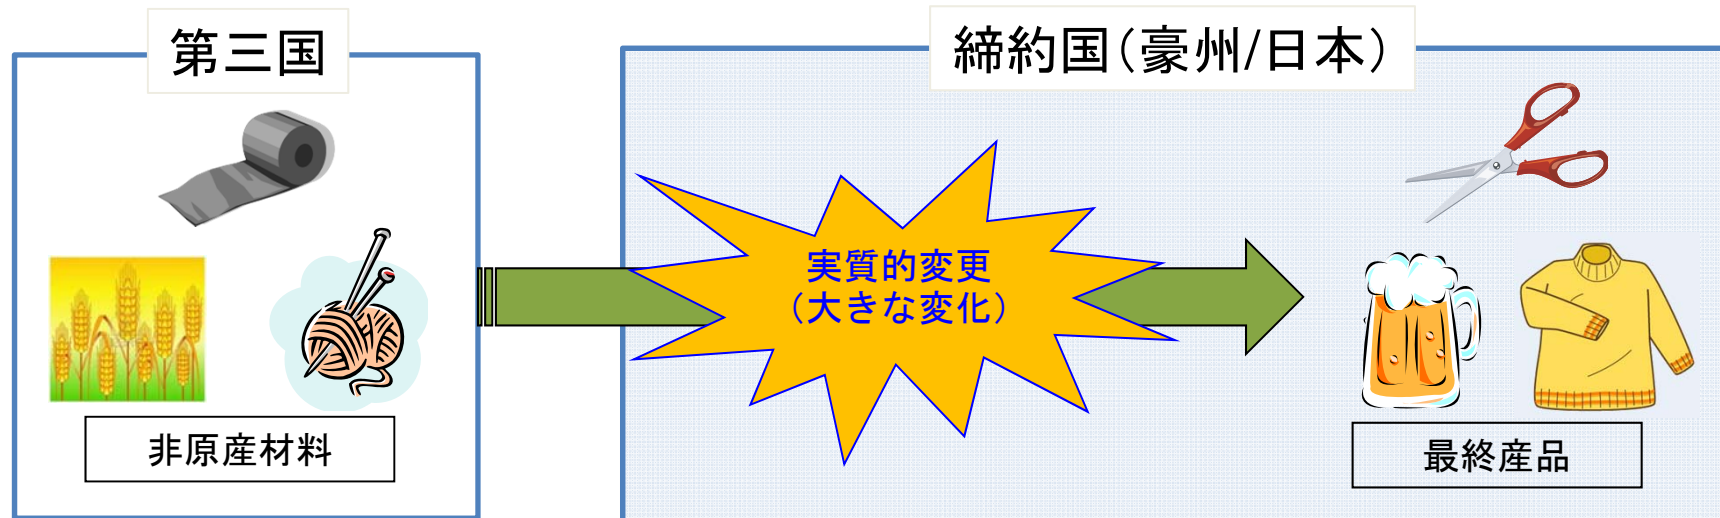 第三国
締約国(豪州/日本)
実質的変更
(大きな変化)
非原産材料
最終産品